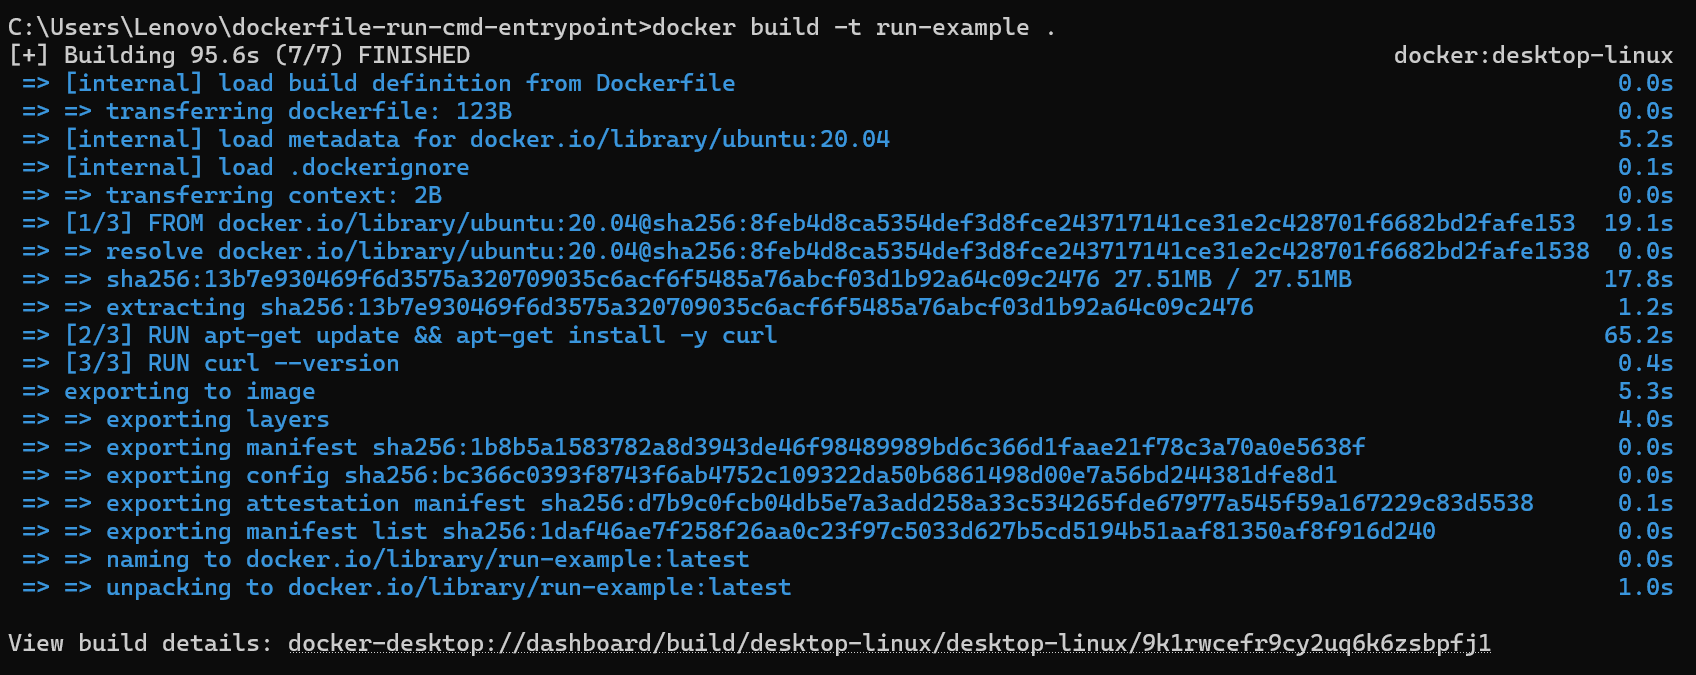 C:\Users\Lenovo\dockerfile-run-cmd-entrypoint>docker build -t run-example .
[+] Building 95.6s (7/7) FINISHED docker:desktop-linux
=> [internal] load build definition from Dockerfile 0.0s
=> => transferring dockerfile: 123B 0.0s
=> [internal] load metadata for docker.io/library/ubuntu:20.04 5.2s
=> [internal] load .dockerignore 0.1s
=> => transferring context: 2B 0.0s
=> [1/3] FROM docker.io/library/ubuntu:20.04@sha256:8feb4d8ca5354def3d8fce243717141ce31e2c428701f6682bd2fafe153 19.1s
=> => resolve docker.io/library/ubuntu:20.04@sha256:8feb4d8ca5354def3d8fce243717141ce31e2c428701f6682bd2fafe1538 0.0s
=> => sha256:13b7e930469f6d3575a320709035c6acf6f5485a76abcf03d1b92a64c09c2476 27.51MB / 27.51MB 17.8s
=> => extracting sha256:13b7e930469f6d3575a320709035c6acf6f5485a76abcf03d1b92a64c09c2476 1.2s
=> [2/3] RUN apt-get update && apt-get install -y curl 65.2s
=> [3/3] RUN curl --version 0.4s
=> exporting to image 5.3s
=> => exporting layers 4.0s
=> => exporting manifest sha256:1b8b5a1583782a8d3943de46f98489989bd6c366d1faae21f78c3a70a0e5638f 0.0s
=> => exporting config sha256:bc366c0393f8743f6ab4752c109322da50b6861498d00e7a56bd244381dfe8d1 0.0s
=> => exporting attestation manifest sha256:d7b9c0fcb04db5e7a3add258a33c534265fde67977a545f59a167229c83d5538 0.1s
=> => exporting manifest list sha256:1daf46ae7f258f26aa0c23f97c5033d627b5cd5194b51aaf81350af8f916d240 0.0s
=> => naming to docker.io/library/run-example:latest 0.0s
=> => unpacking to docker.io/library/run-example:latest 1.0s
View build details: docker-desktop://dashboard/build/desktop-linux/desktop-linux/9k1rwcefr9cy2uq6k6zsbpfj1